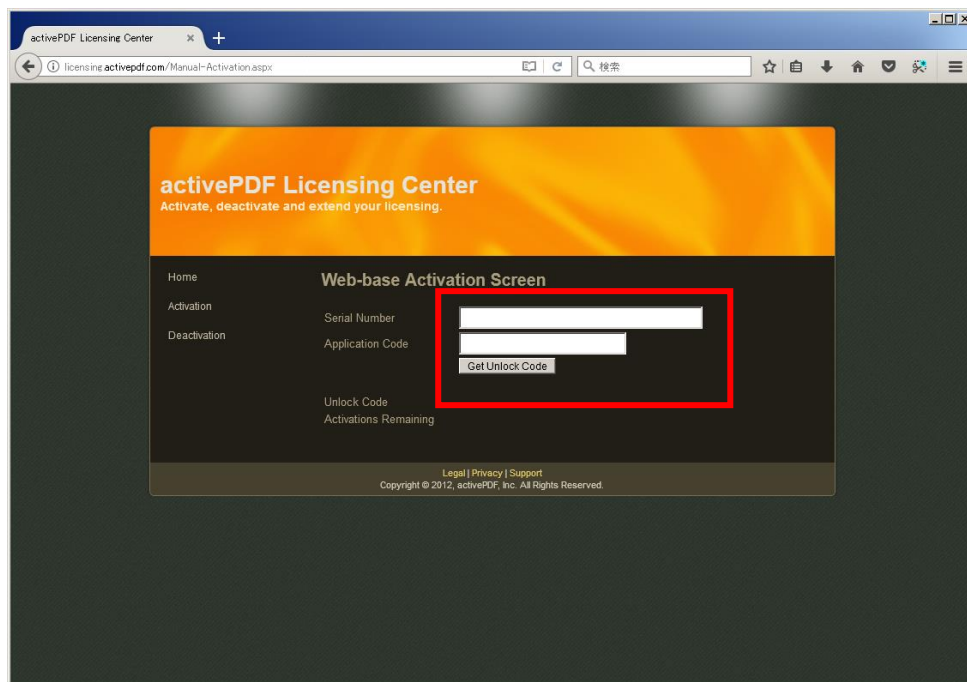 activePDF Licensing Center
licensing.activepdf.com/Manual-Activation.aspx
検索
activePDF Licensing Center
Activate, deactivate and extend your licensing.
Home
Activation
Deactivation
Web-base Activation Screen
Serial Number
Application Code
Get Unlock Code
Unlock Code
Activations Remaining
Legal | Privacy | Support
Copyright © 2012, activePDF, Inc. All Rights Reserved.